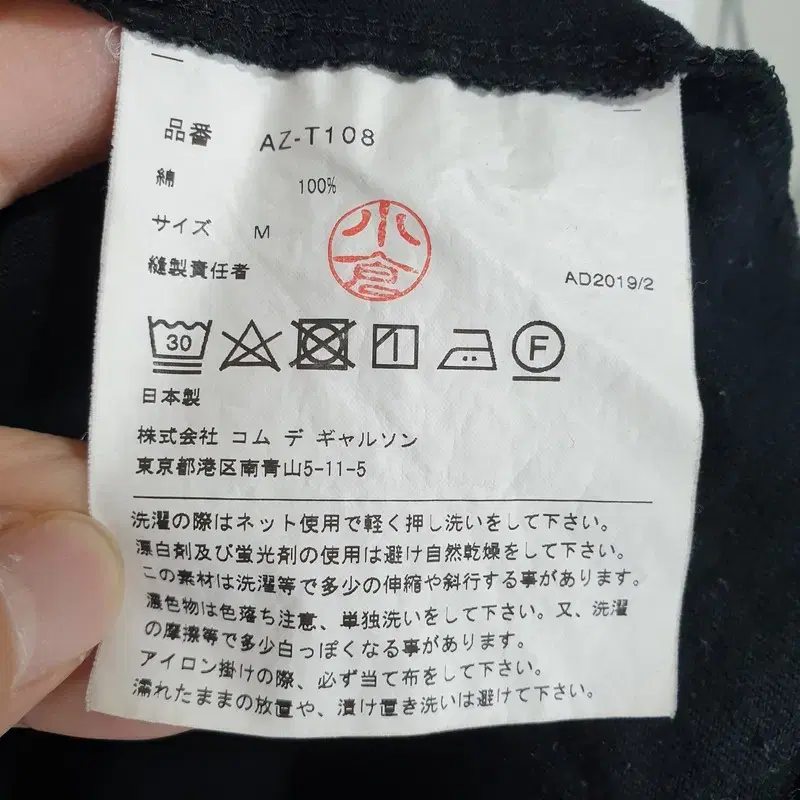 品番 AZ-T108
綿 100%
サイズ M
小倉
縫製責任者
AD2019/2
30 F
日本製
株式会社 コム デ ギャルソン
東京都港区南青山5-11-5
洗濯の際はネット使用で軽く押し洗いをして下さい。
漂白剤及び蛍光剤の使用は避け自然乾燥をして下さい。
この素材は洗濯等で多少の伸縮や斜行する事があります。
濃色物は色落ち注意、単独洗いをして下さい。又、洗濯
の摩擦等で多少白っぽくなる事があります。
アイロン掛けの際、必ず当て布をして下さい。
濡れたままの放置や、漬け置き洗いは避けて下さい。